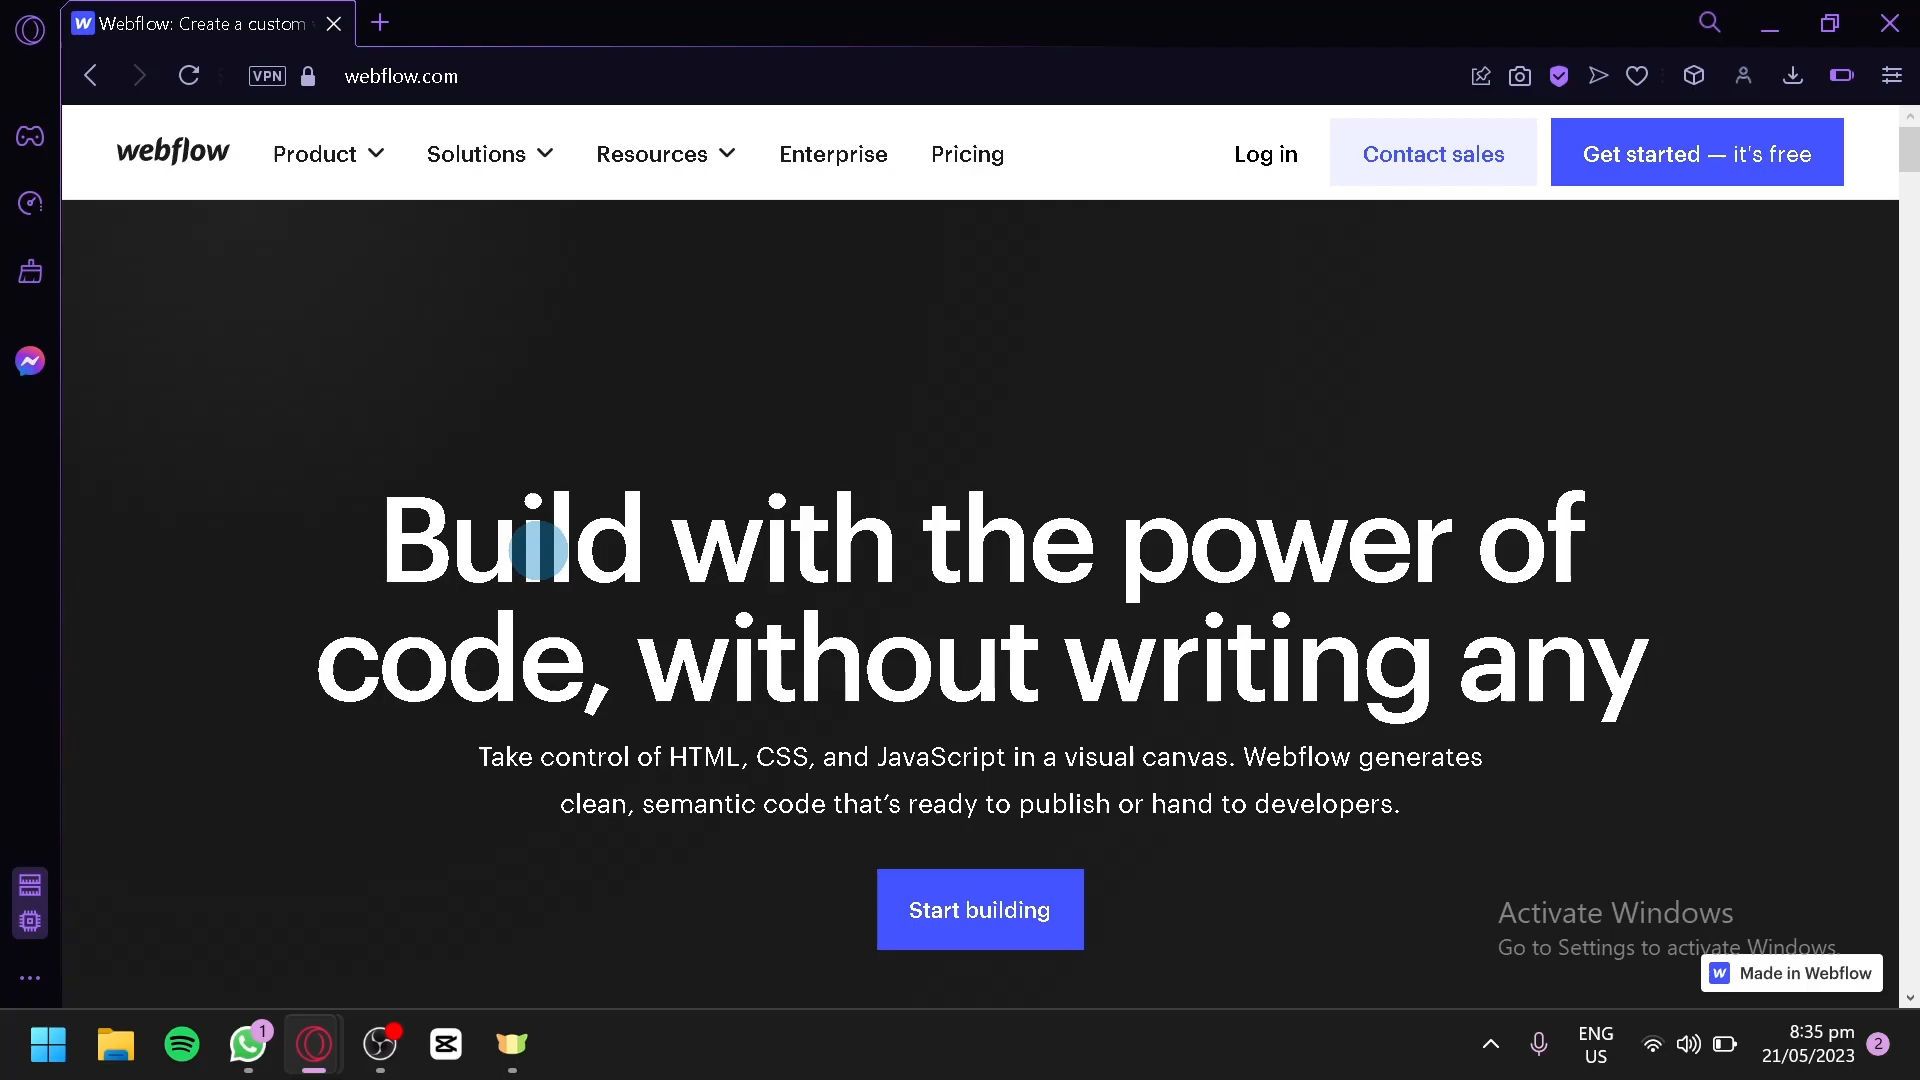 Webflow: Create a custom
VPN
webflow.com
webflow
Product
Solutions
Resources
Enterprise
Pricing
Log in
Contact sales
Get started — it's free
Build with the power of
code, without writing any
Take control of HTML, CSS, and JavaScript in a visual canvas. Webflow generates
clean, semantic code that’s ready to publish or hand to developers.
Start building
Activate Windows
Go to Settings to activate Windows.
Made in Webflow
1
ENG
US
8:35 pm
21/05/2023
2